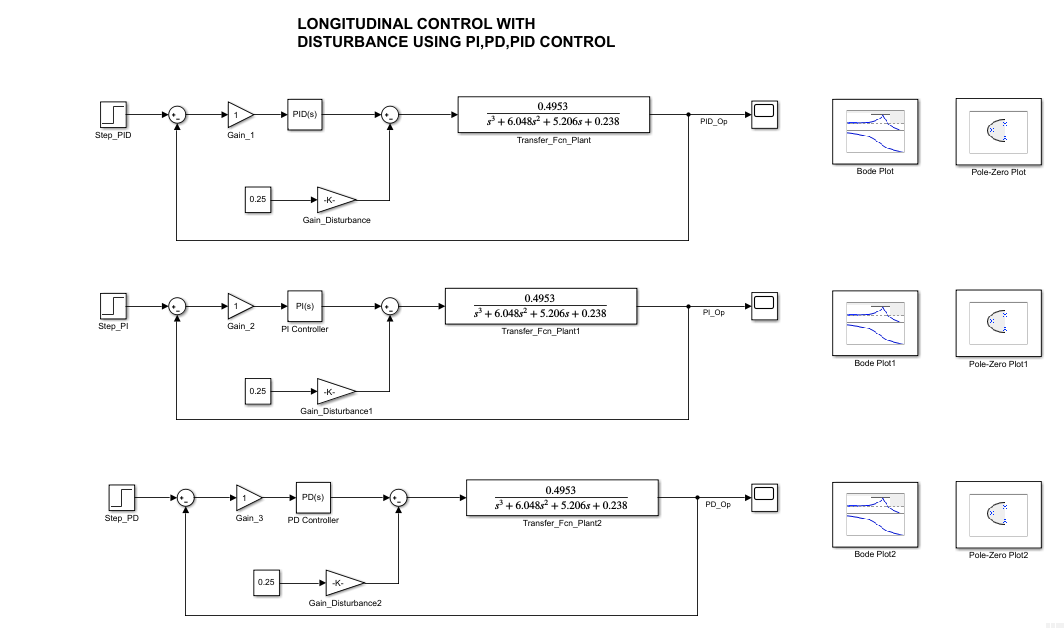 LONGITUDINAL CONTROL WITH
DISTURBANCE USING PI,PD,PID CONTROL
Step_PID
1
Gain_1
PID(s)
0.4953
s³ + 6.048s² + 5.206s + 0.238
Transfer_Fcn_Plant
PID_Op
0.25
-K-
Gain_Disturbance
Bode Plot
Pole-Zero Plot
Step_PI
1
Gain_2
PI(s)
PI Controller
0.4953
s³ + 6.048s² + 5.206s + 0.238
Transfer_Fcn_Plant1
PI_Op
0.25
-K-
Gain_Disturbance1
Bode Plot1
Pole-Zero Plot1
Step_PD
1
Gain_3
PD(s)
PD Controller
0.4953
s³ + 6.048s² + 5.206s + 0.238
Transfer_Fcn_Plant2
PD_Op
0.25
-K-
Gain_Disturbance2
Bode Plot2
Pole-Zero Plot2